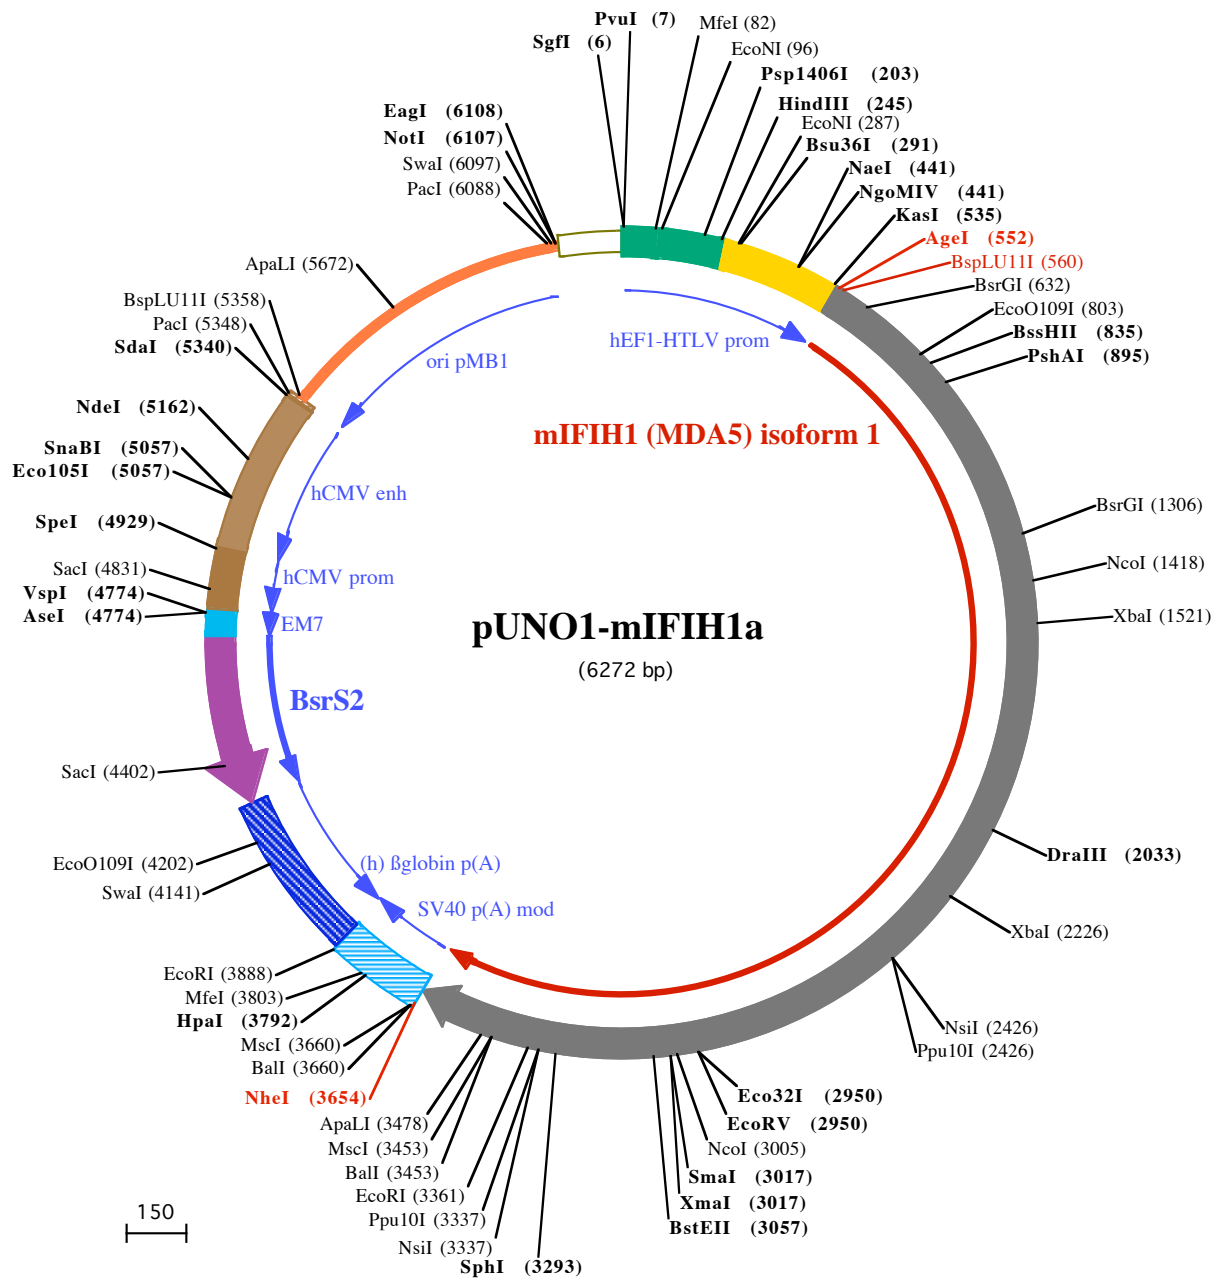 PvuI (7)
MfeI (82)
SgfI (6)
EcoNI (96)
Psp1406I (203)
HindIII (245)
EcoNI (287)
Bsu36I (291)
NaeI (441)
NgoMIV (441)
KasI (535)
AgeI (552)
BspLU11I (560)
BsrGI (632)
EcoO109I (803)
BssHII (835)
PshAI (895)
BsrGI (1306)
NcoI (1418)
XbaI (1521)
DraIII (2033)
XbaI (2226)
NsiI (2426)
Ppu10I (2426)
Eco32I (2950)
EcoRV (2950)
NcoI (3005)
SmaI (3017)
XmaI (3017)
BstEII (3057)
SphI (3293)
NsiI (3337)
Ppu10I (3337)
EcoRI (3361)
BalI (3453)
MscI (3453)
ApaLI (3478)
NheI (3654)
BalI (3660)
MscI (3660)
HpaI (3792)
MfeI (3803)
EcoRI (3888)
SwaI (4141)
EcoO109I (4202)
SacI (4402)
AseI (4774)
VspI (4774)
SacI (4831)
SpeI (4929)
Eco105I (5057)
SnaBI (5057)
NdeI (5162)
SdaI (5340)
PacI (5348)
BspLU11I (5358)
ApaLI (5672)
PacI (6088)
SwaI (6097)
NotI (6107)
EagI (6108)
hEF1-HTLV prom
mIFIH1 (MDA5) isoform 1
SV40 p(A) mod
(h) ßglobin p(A)
BsrS2
EM7
hCMV prom
hCMV enh
ori pMB1
pUNO1-mIFIH1a
(6272 bp)
150